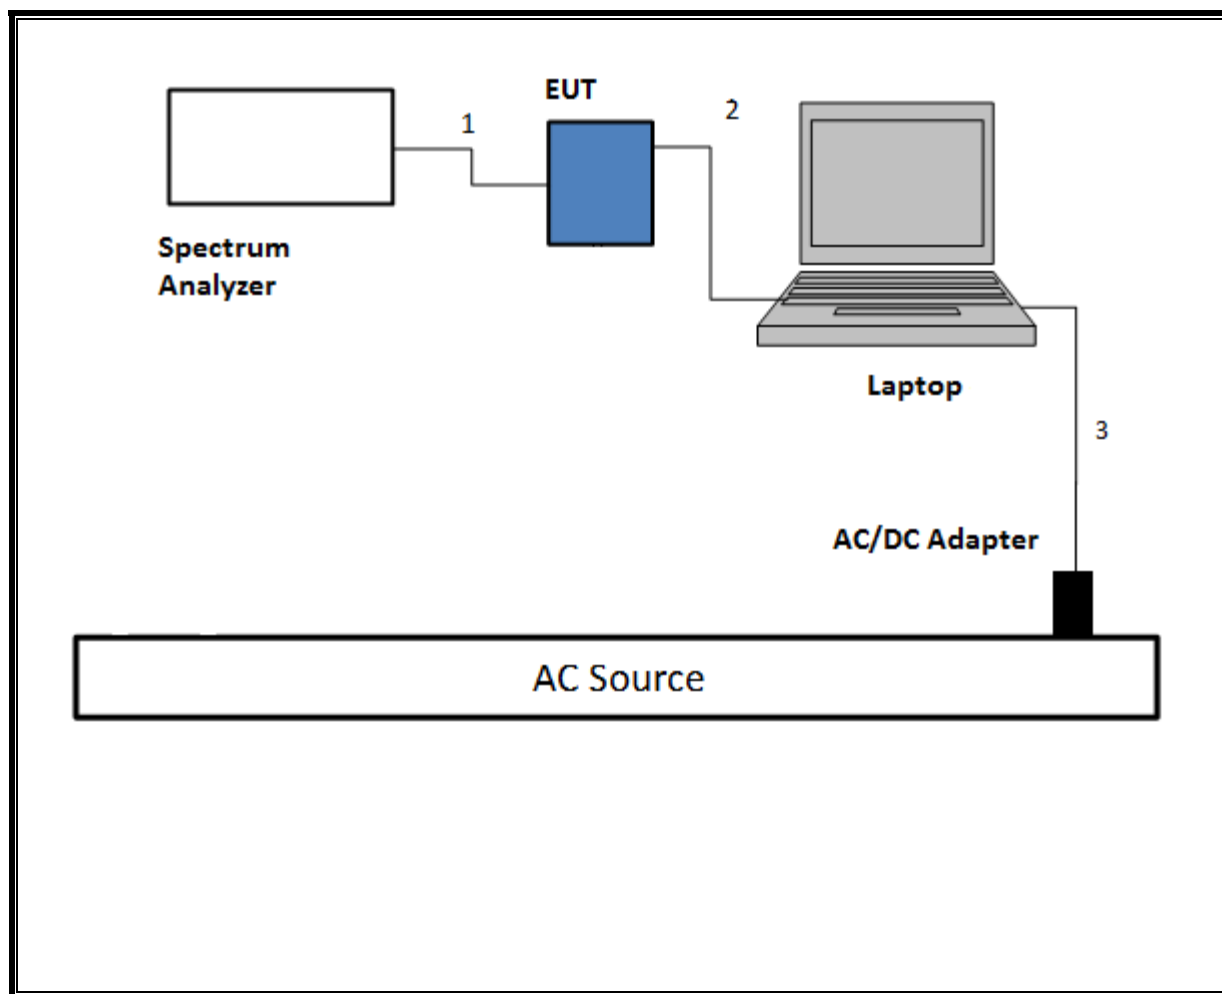 EUT
1
2
Spectrum
Analyzer
Laptop
3
AC/DC Adapter
AC Source